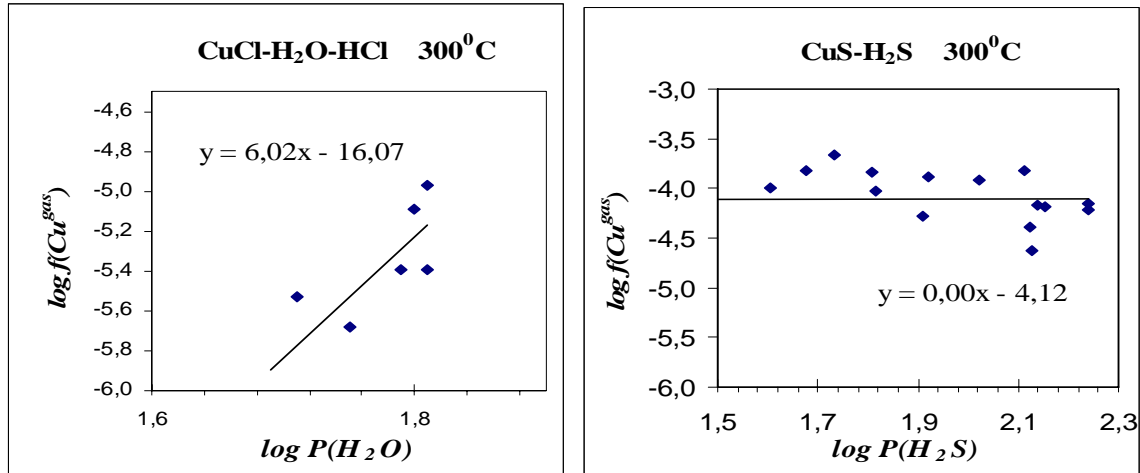 CuCl-H₂O-HCl 300⁰C
y = 6,02x - 16,07
log f(Cu^gas)
-4,6
-4,8
-5,0
-5,2
-5,4
-5,6
-5,8
-6,0
1,6
1,8
log P(H₂O)
CuS-H₂S 300⁰C
log f(Cu^gas)
-3,0
-3,5
-4,0
-4,5
-5,0
-5,5
-6,0
y = 0,00x - 4,12
1,5
1,7
1,9
2,1
2,3
log P(H₂S)